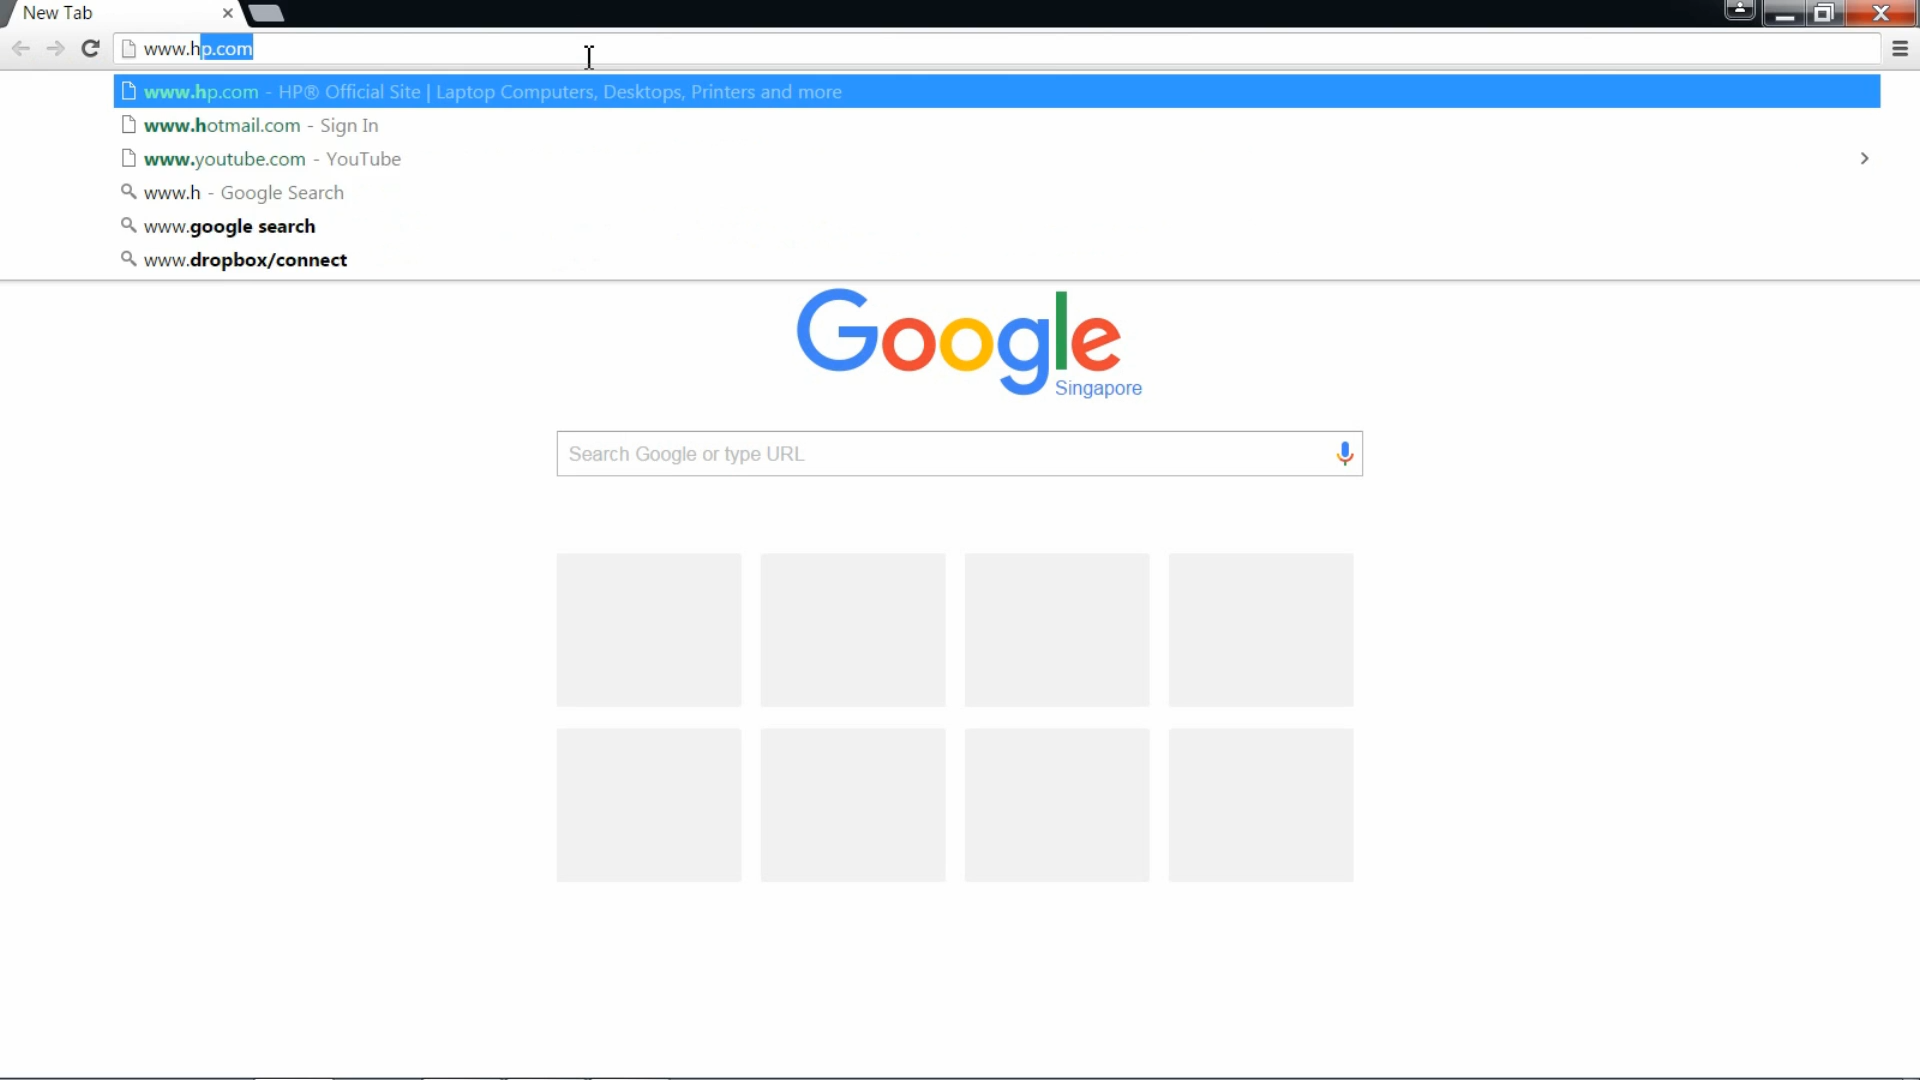 New Tab
www.hp.com
www.hp.com - HP® Official Site | Laptop Computers, Desktops, Printers and more
www.hotmail.com - Sign In
www.youtube.com - YouTube
www.h - Google Search
www.google search
www.dropbox/connect
Google
Singapore
Search Google or type URL